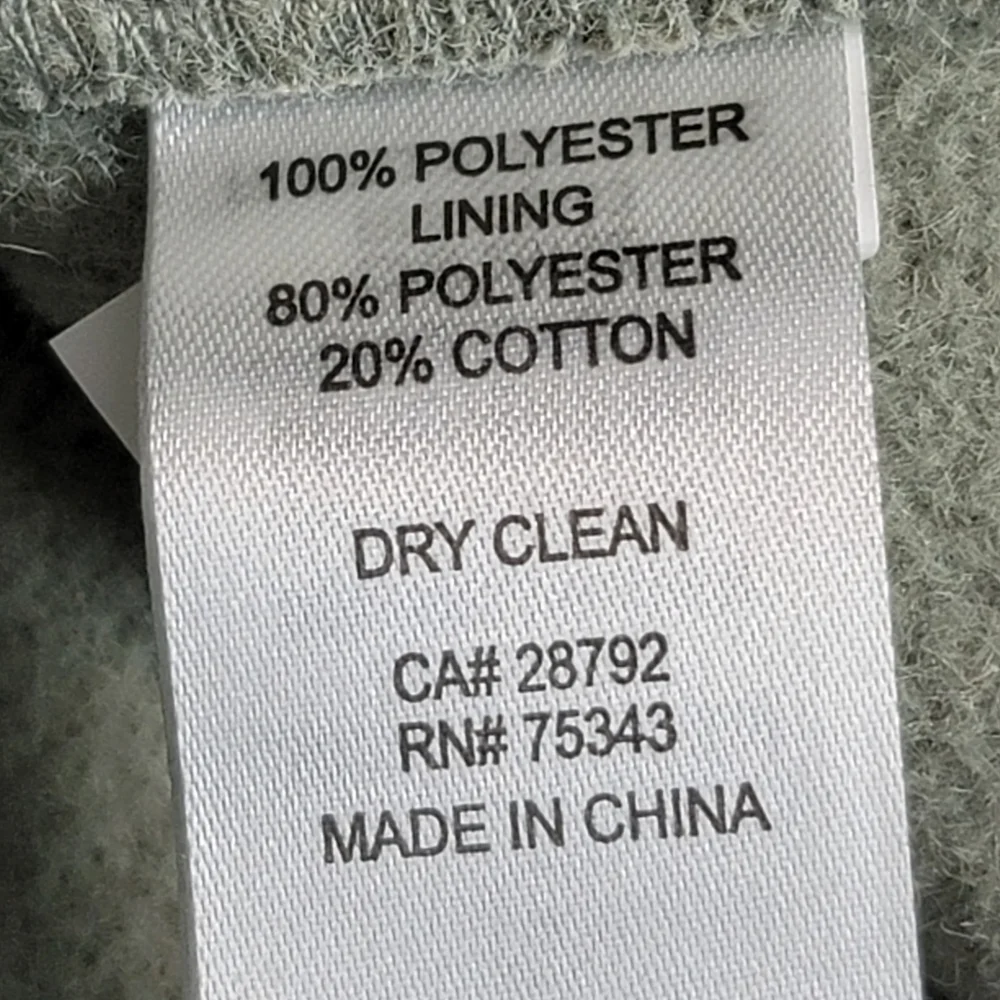 100% POLYESTER
LINING
80% POLYESTER
20% COTTON
DRY CLEAN
CA# 28792
RN# 75343
MADE IN CHINA